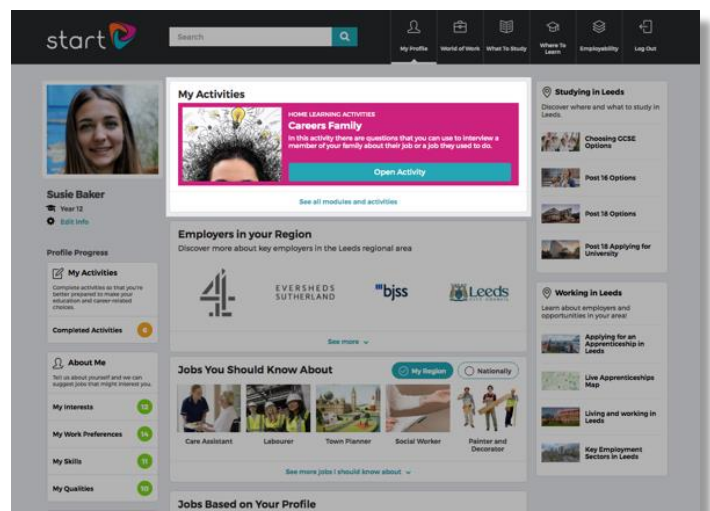 start
Search
My Profile
World of Work
What To Study
Where To
Learn
Employability
Log Out
Susie Baker
Year 12
Edit Info
Profile Progress
My Activities
Complete activities so that you're
better prepared to make your
education and career-related
choices.
Completed Activities 6
About Me
Tell us about yourself and we can
suggest jobs that might interest you.
My Interests 12
My Work Preferences 14
My Skills 11
My Qualities 10
My Activities
HOME LEARNING ACTIVITIES
Careers Family
In this activity there are questions that you can use to interview a
member of your family about their job or a job they used to do.
Open Activity
See all modules and activities
Employers in your Region
Discover more about key employers in the Leeds regional area
4
EVERSHEDS
SUTHERLAND
bjss
Leeds
CITY COUNCIL
See more
Jobs You Should Know About
My Region
Nationally
Care Assistant
Labourer
Town Planner
Social Worker
Painter and
Decorator
See more jobs I should know about
Jobs Based on Your Profile
Studying in Leeds
Discover where and what to study in
Leeds.
Choosing GCSE
Options
Post 16 Options
Post 18 Options
Post 18 Applying for
University
Working in Leeds
Learn about employers and
opportunities in your area!
Applying for an
Apprenticeship in
Leeds
Live Apprenticeships
Map
Living and working in
Leeds
Key Employment
Sectors in Leeds